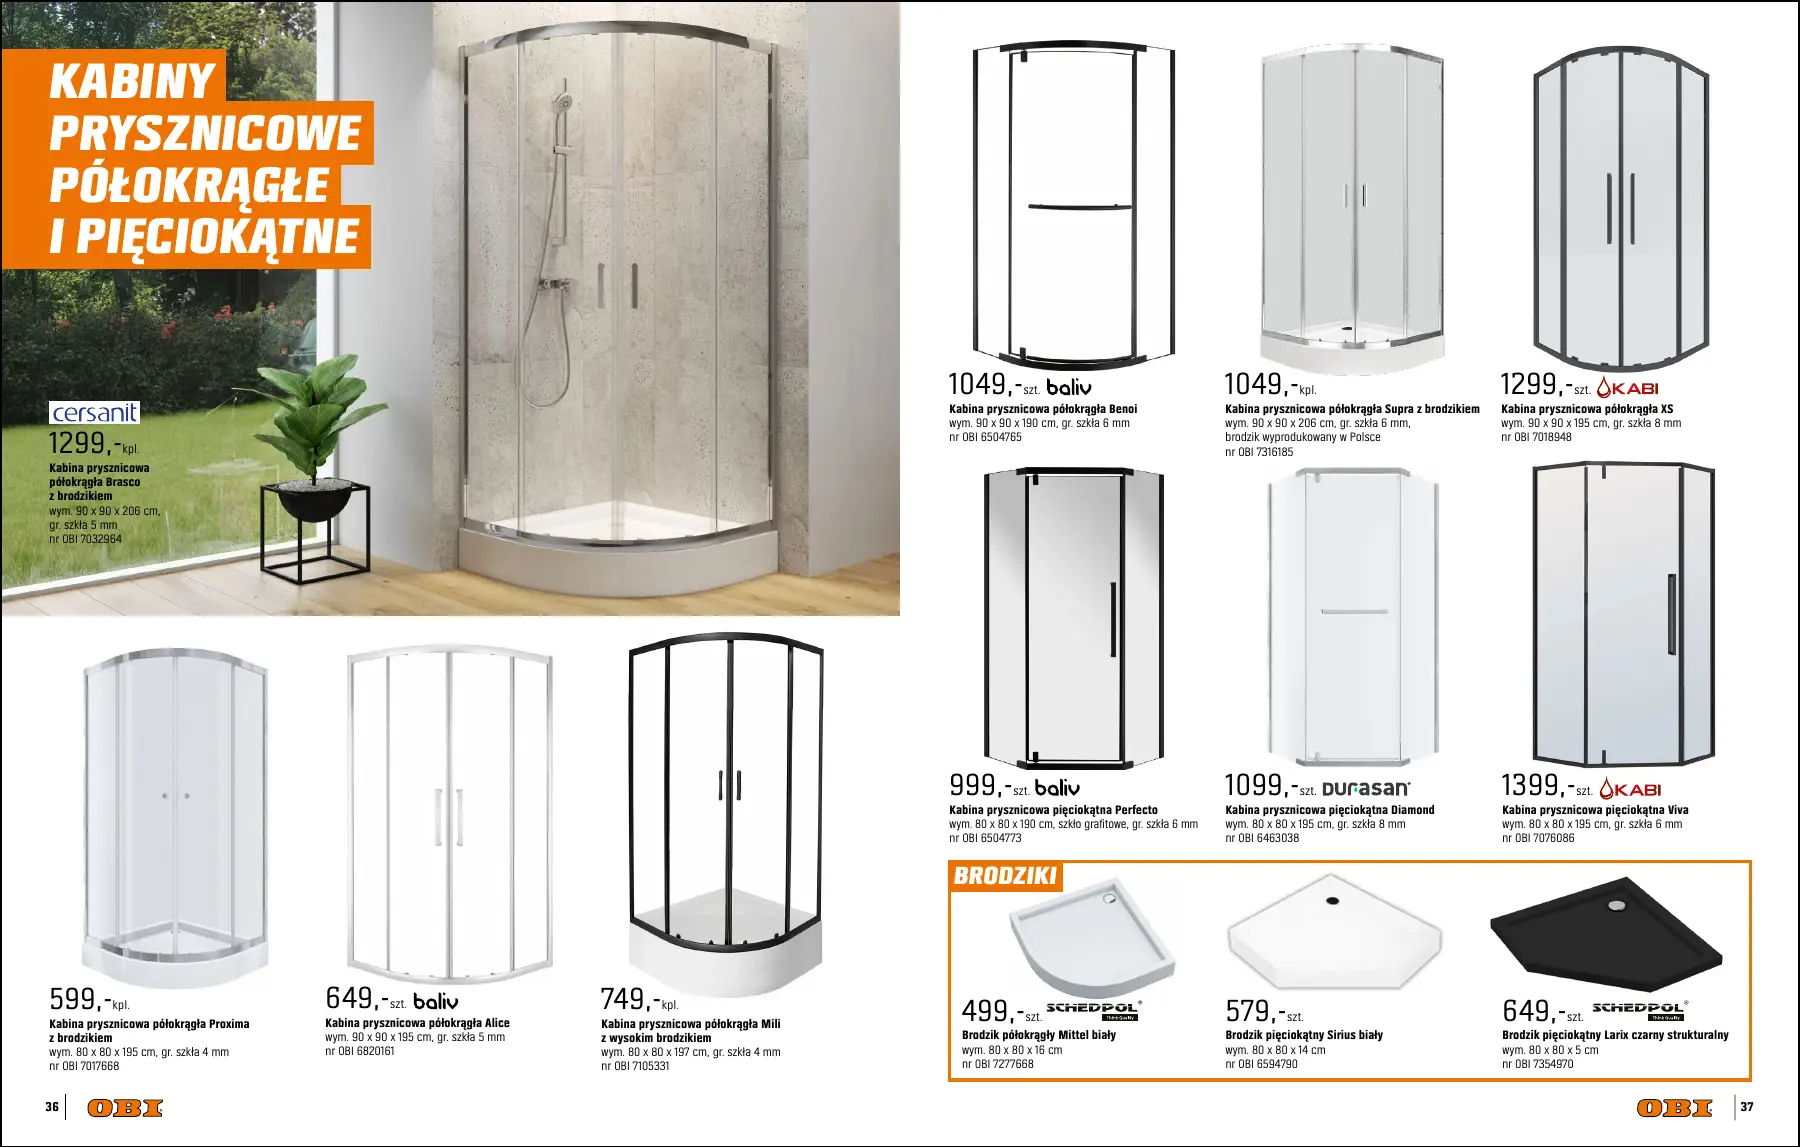 KABINY
PRYSZNICOWE
PÓŁOKRĄGŁE
I PIĘCIOKĄTNE
cersanit
1299,-kpl.
Kabina prysznicowa
półokrągła Brasco
z brodzikiem
wym. 90 x 90 x 206 cm,
gr. szkła 5 mm
nr OBI 7032964
599,-kpl.
Kabina prysznicowa półokrągła Proxima
z brodzikiem
wym. 80 x 80 x 195 cm, gr. szkła 4 mm
nr OBI 7017668
649,-szt. baliv
Kabina prysznicowa półokrągła Alice
wym. 90 x 90 x 195 cm, gr. szkła 5 mm
nr OBI 6820161
749,-kpl.
Kabina prysznicowa półokrągła Mili
z wysokim brodzikiem
wym. 80 x 80 x 197 cm, gr. szkła 4 mm
nr OBI 7105331
36 OBI
1049,-szt. baliv
Kabina prysznicowa półokrągła Benoi
wym. 90 x 90 x 190 cm, gr. szkła 6 mm
nr OBI 6504765
1049,-kpl.
Kabina prysznicowa półokrągła Supra z brodzikiem
wym. 90 x 90 x 206 cm, gr. szkła 6 mm,
brodzik wyprodukowany w Polsce
nr OBI 7316185
1299,-szt. KABI
Kabina prysznicowa półokrągła XS
wym. 90 x 90 x 195 cm, gr. szkła 8 mm
nr OBI 7018948
999,-szt. baliv
Kabina prysznicowa pięciokątna Perfecto
wym. 80 x 80 x 190 cm, szkło grafitowe, gr. szkła 6 mm
nr OBI 6504773
1099,-szt. DURASAN
Kabina prysznicowa pięciokątna Diamond
wym. 80 x 80 x 195 cm, gr. szkła 8 mm
nr OBI 6463038
1399,-szt. KABI
Kabina prysznicowa pięciokątna Viva
wym. 80 x 80 x 195 cm, gr. szkła 6 mm
nr OBI 7076086
BRODZIKI
499,-szt. SCHEDPOL®
Think Quality
Brodzik półokrągły Mittel biały
wym. 80 x 80 x 16 cm
nr OBI 7277668
579,-szt.
Brodzik pięciokątny Sirius biały
wym. 80 x 80 x 14 cm
nr OBI 6594790
649,-szt. SCHEDPOL®
Think Quality
Brodzik pięciokątny Larix czarny strukturalny
wym. 80 x 80 x 5 cm
nr OBI 7354970
OBI 37